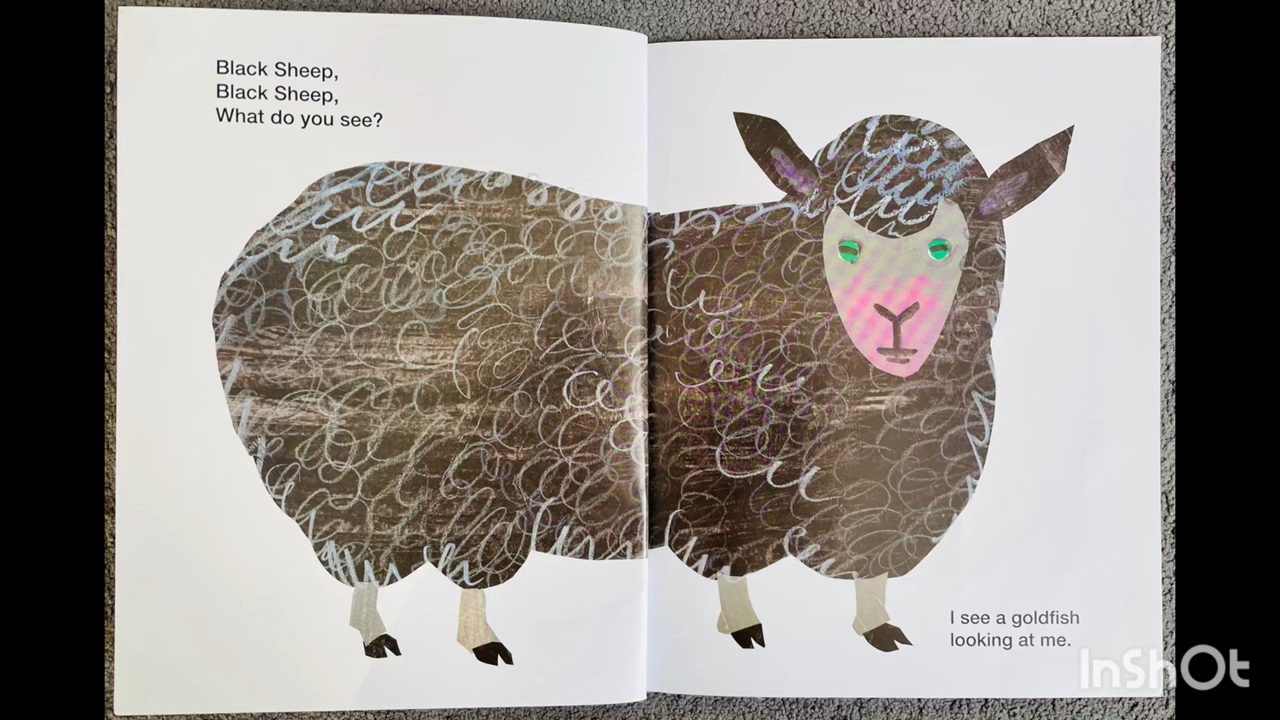 Black Sheep,
Black Sheep,
What do you see?
I see a goldfish
looking at me.
InShOt